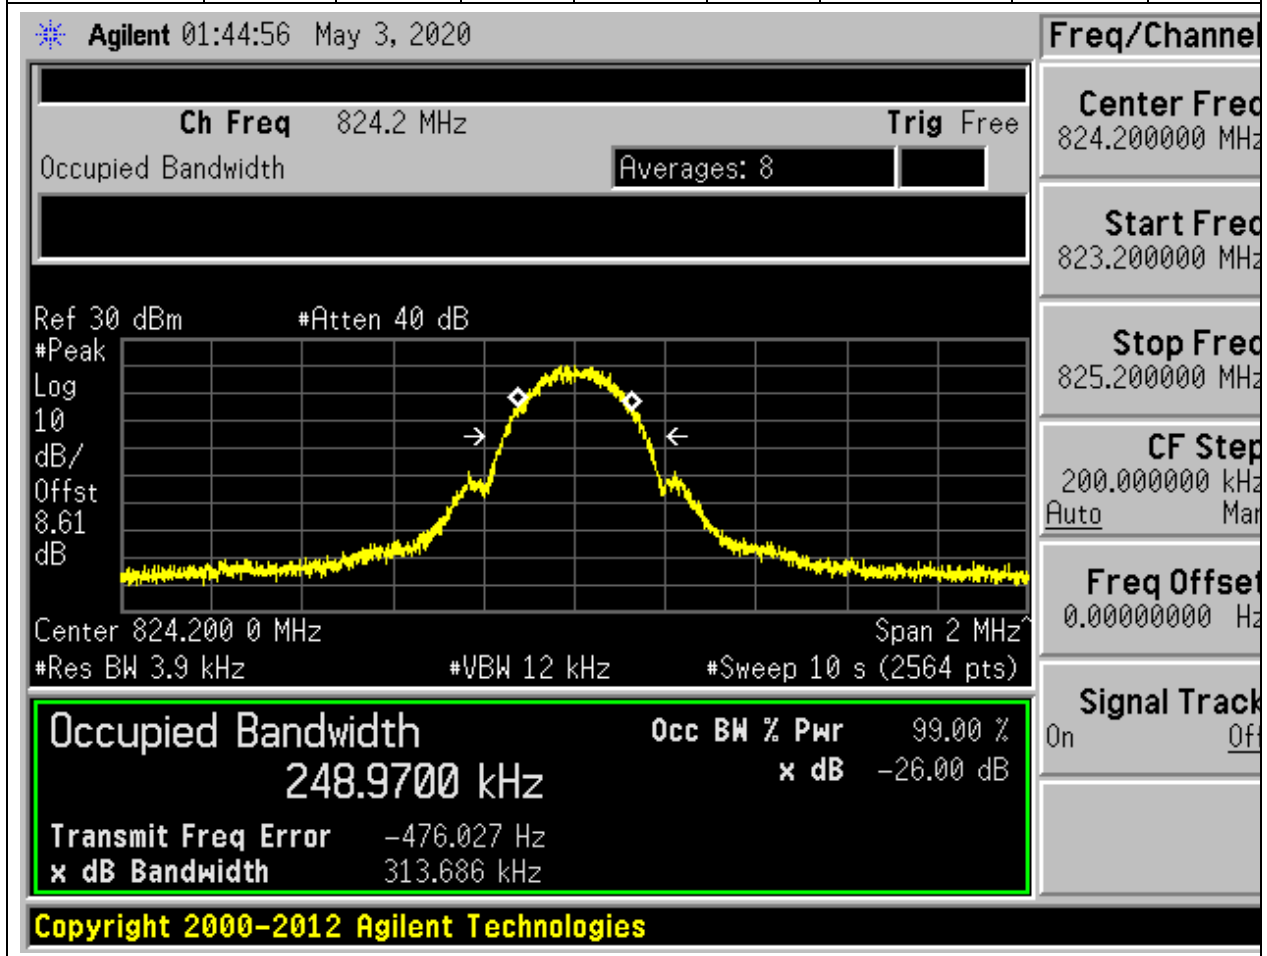 Agilent 01:44:56 May 3, 2020
Freq/Channel
Ch Freq 824.2 MHz
Trig Free
Occupied Bandwidth
Averages: 8
Center Freq
824.200000 MHz
Start Freq
823.200000 MHz
Stop Freq
825.200000 MHz
CF Step
200.000000 kHz
Auto Man
Freq Offset
0.00000000 Hz
Signal Track
On Off
Ref 30 dBm #Atten 40 dB
#Peak
Log
10
dB/
Offst
8.61
dB
Center 824.200 0 MHz Span 2 MHz^
#Res BW 3.9 kHz #VBW 12 kHz #Sweep 10 s (2564 pts)
Occupied Bandwidth
248.9700 kHz
Occ BW % Pwr 99.00 %
x dB -26.00 dB
Transmit Freq Error -476.027 Hz
x dB Bandwidth 313.686 kHz
Copyright 2000-2012 Agilent Technologies